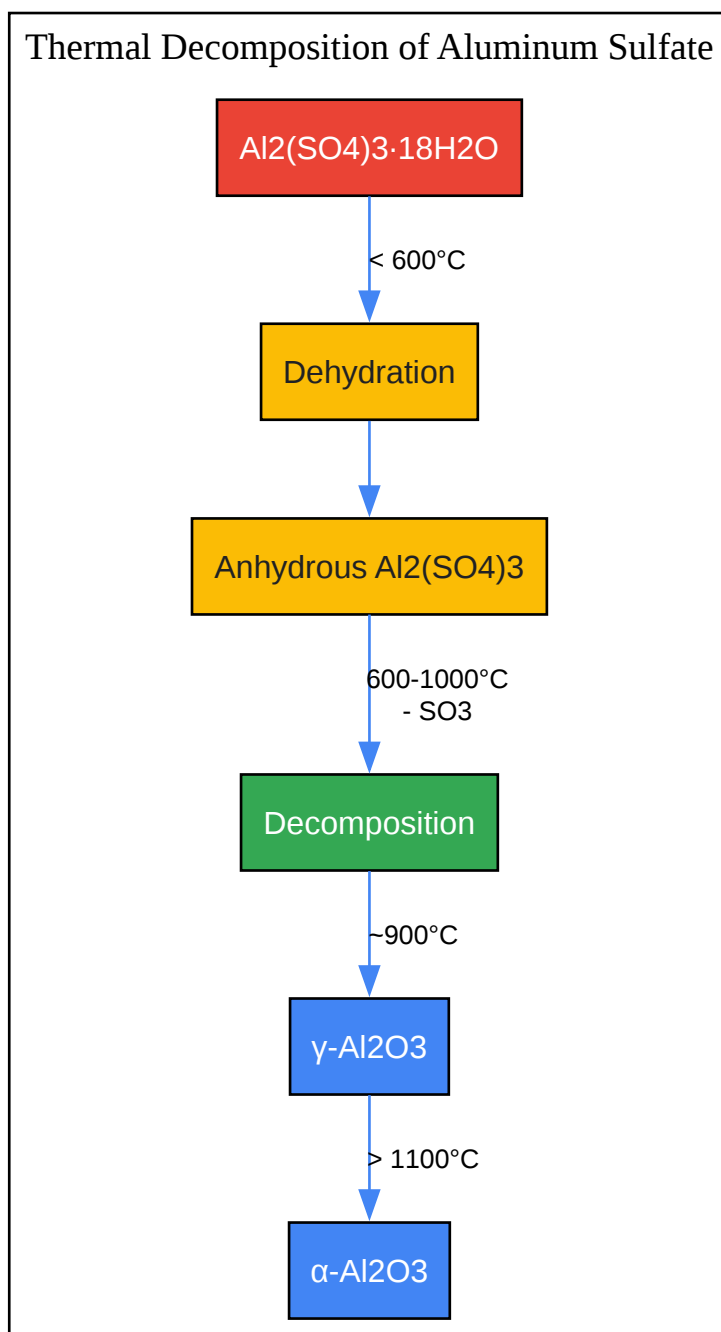 Thermal Decomposition of Aluminum Sulfate
Al2(SO4)3·18H2O
< 600°C
Dehydration
Anhydrous Al2(SO4)3
600-1000°C
- SO3
Decomposition
~900°C
γ-Al2O3
> 1100°C
α-Al2O3